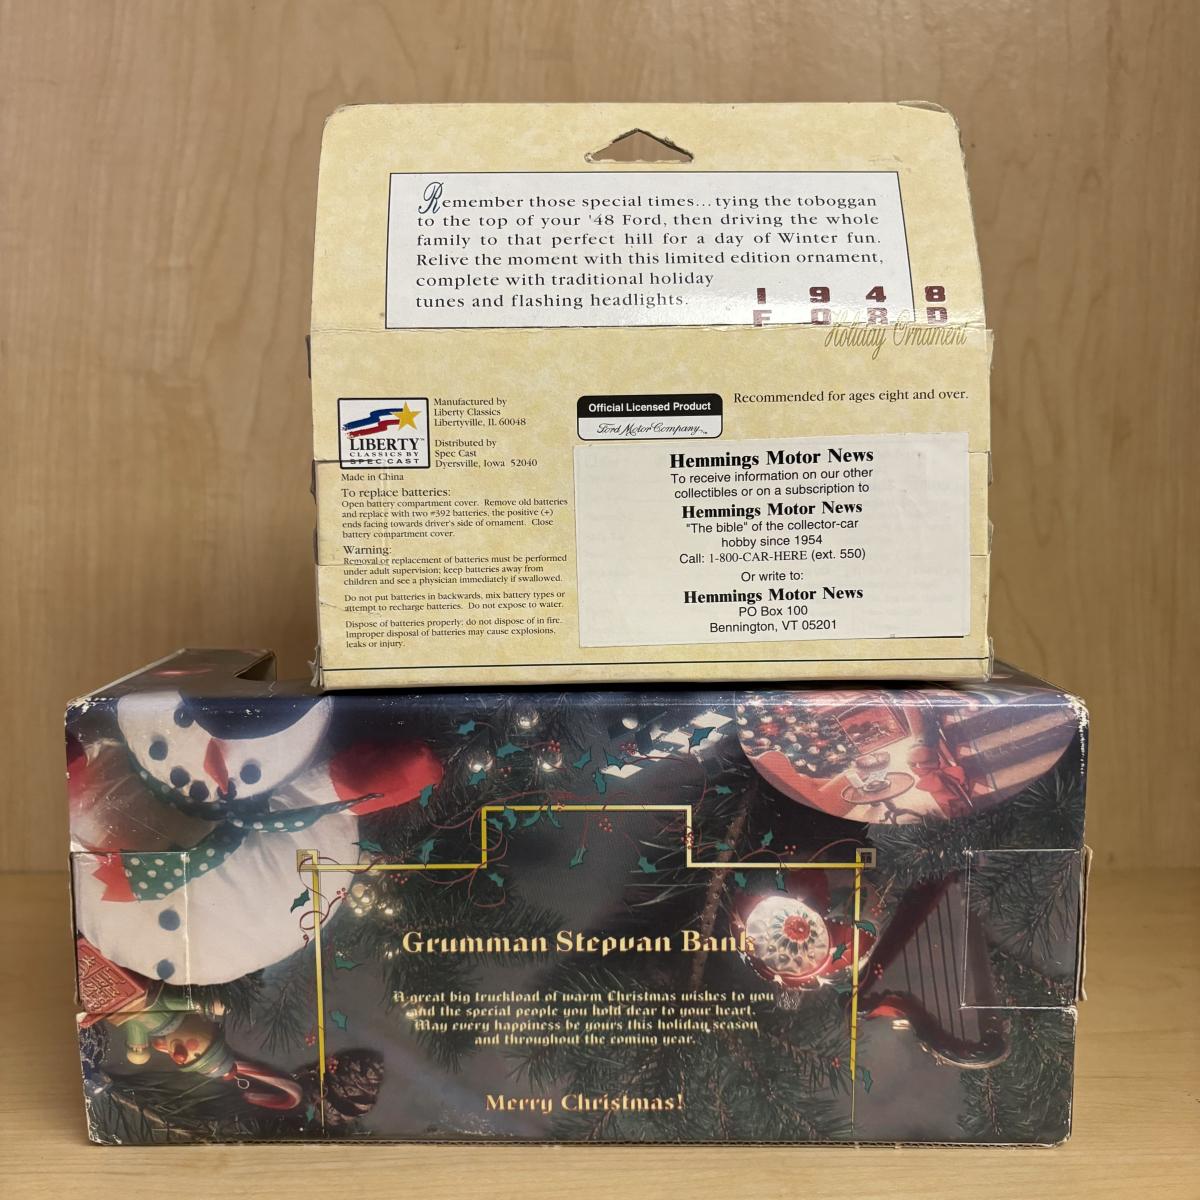 Remember those special times... tying the toboggan
to the top of your '48 Ford, then driving the whole
family to that perfect hill for a day of Winter fun.
Relive the moment with this limited edition ornament,
complete with traditional holiday
tunes and flashing headlights.
1948
FORD
Holiday Ornament
LIBERTY™
CLASSICS BY
SPEC CAST
Manufactured by
Liberty Classics
Libertyville, IL 60048
Distributed by
Spec Cast
Dyersville, Iowa 52040
Made in China
Official Licensed Product
Ford Motor Company
Recommended for ages eight and over.
To replace batteries:
Open battery compartment cover. Remove old batteries
and replace with two #392 batteries, the positive (+)
ends facing towards driver's side of ornament. Close
battery compartment cover.
Warning:
Removal or replacement of batteries must be performed
under adult supervision; keep batteries away from
children and see a physician immediately if swallowed.
Do not put batteries in backwards, mix battery types or
attempt to recharge batteries. Do not expose to water.
Dispose of batteries properly; do not dispose of in fire.
Improper disposal of batteries may cause explosions,
leaks or injury.
Hemmings Motor News
To receive information on our other
collectibles or on a subscription to
Hemmings Motor News
"The bible" of the collector-car
hobby since 1954
Call: 1-800-CAR-HERE (ext. 550)
Or write to:
Hemmings Motor News
PO Box 100
Bennington, VT 05201
Grumman Stepvan Bank
A great big truckload of warm Christmas wishes to you
and the special people you hold dear to your heart.
May every happiness be yours this holiday season
and throughout the coming year.
Merry Christmas!